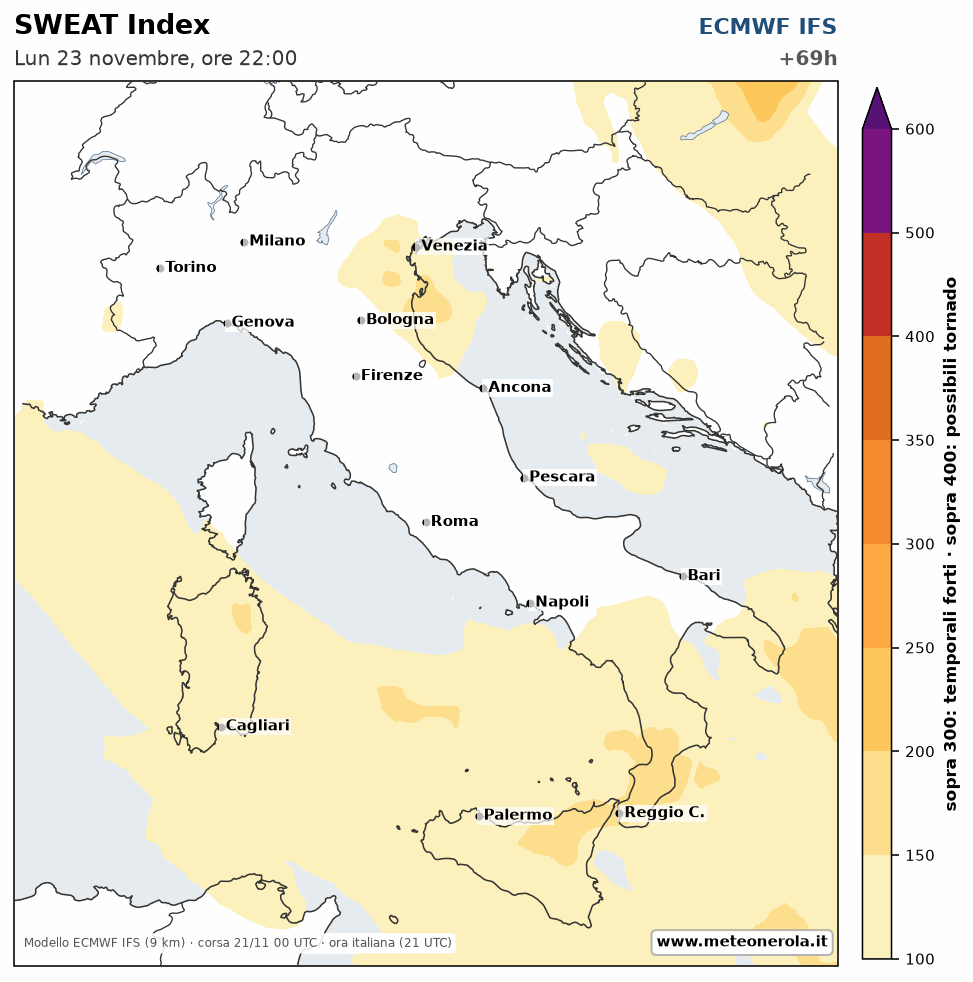 SWEAT Index
ECMWF IFS
Lun 23 novembre, ore 22:00
+69h
Milano
Venezia
Torino
Bologna
Genova
Firenze
Ancona
Pescara
Roma
Bari
Napoli
Cagliari
Palermo
Reggio C.
600
500
400
350
300
250
200
150
100
sopra 300: temporali forti · sopra 400: possibili tornado
Modello ECMWF IFS (9 km) · corsa 21/11 00 UTC · ora italiana (21 UTC)
www.meteonerola.it